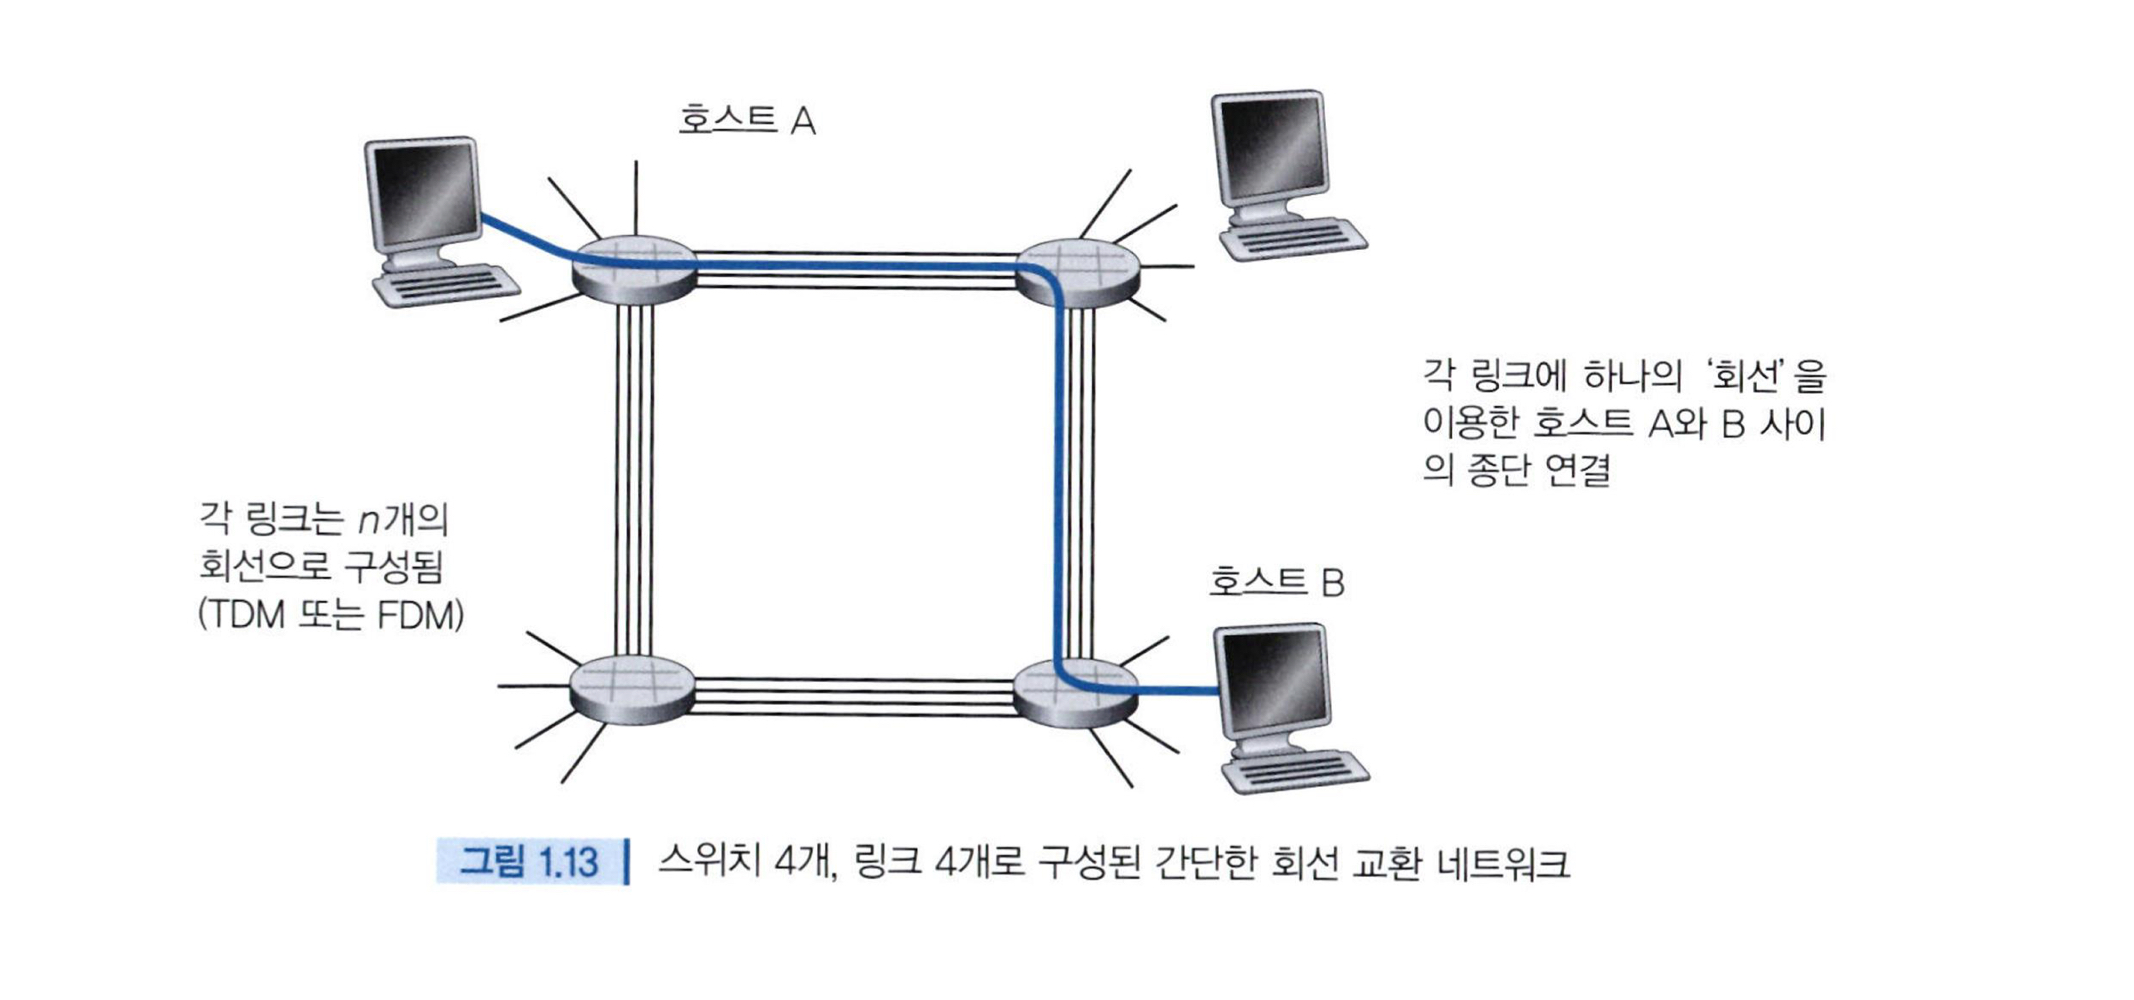 호스트 A
각 링크에 하나의 ‘회선’을
이용한 호스트 A와 B 사이
의 종단 연결
각 링크는 n개의
회선으로 구성됨
(TDM 또는 FDM)
호스트 B
그림 1.13 스위치 4개, 링크 4개로 구성된 간단한 회선 교환 네트워크